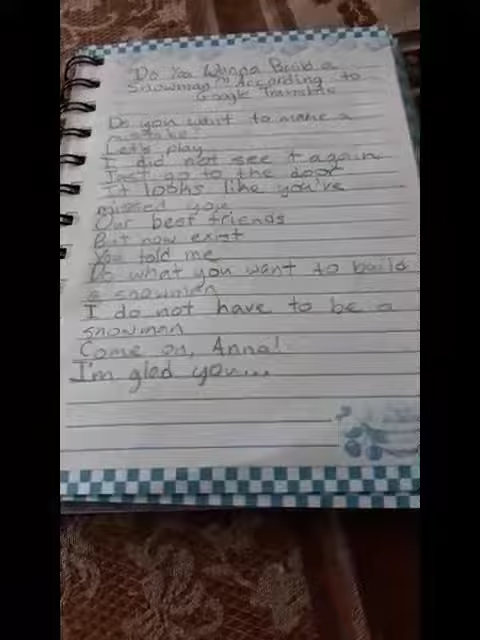 "Do You Wanna Build a
Snowman?" According to
Google Translate
Do you want to make a
mistake?
Let's play
I did not see t again
Just go to the door
It looks like you've
missed you
Our best friends
But now exist
You told me
Do what you want to build
a snowman
I do not have to be a
snowman
Come on, Anna!
I'm glad you...